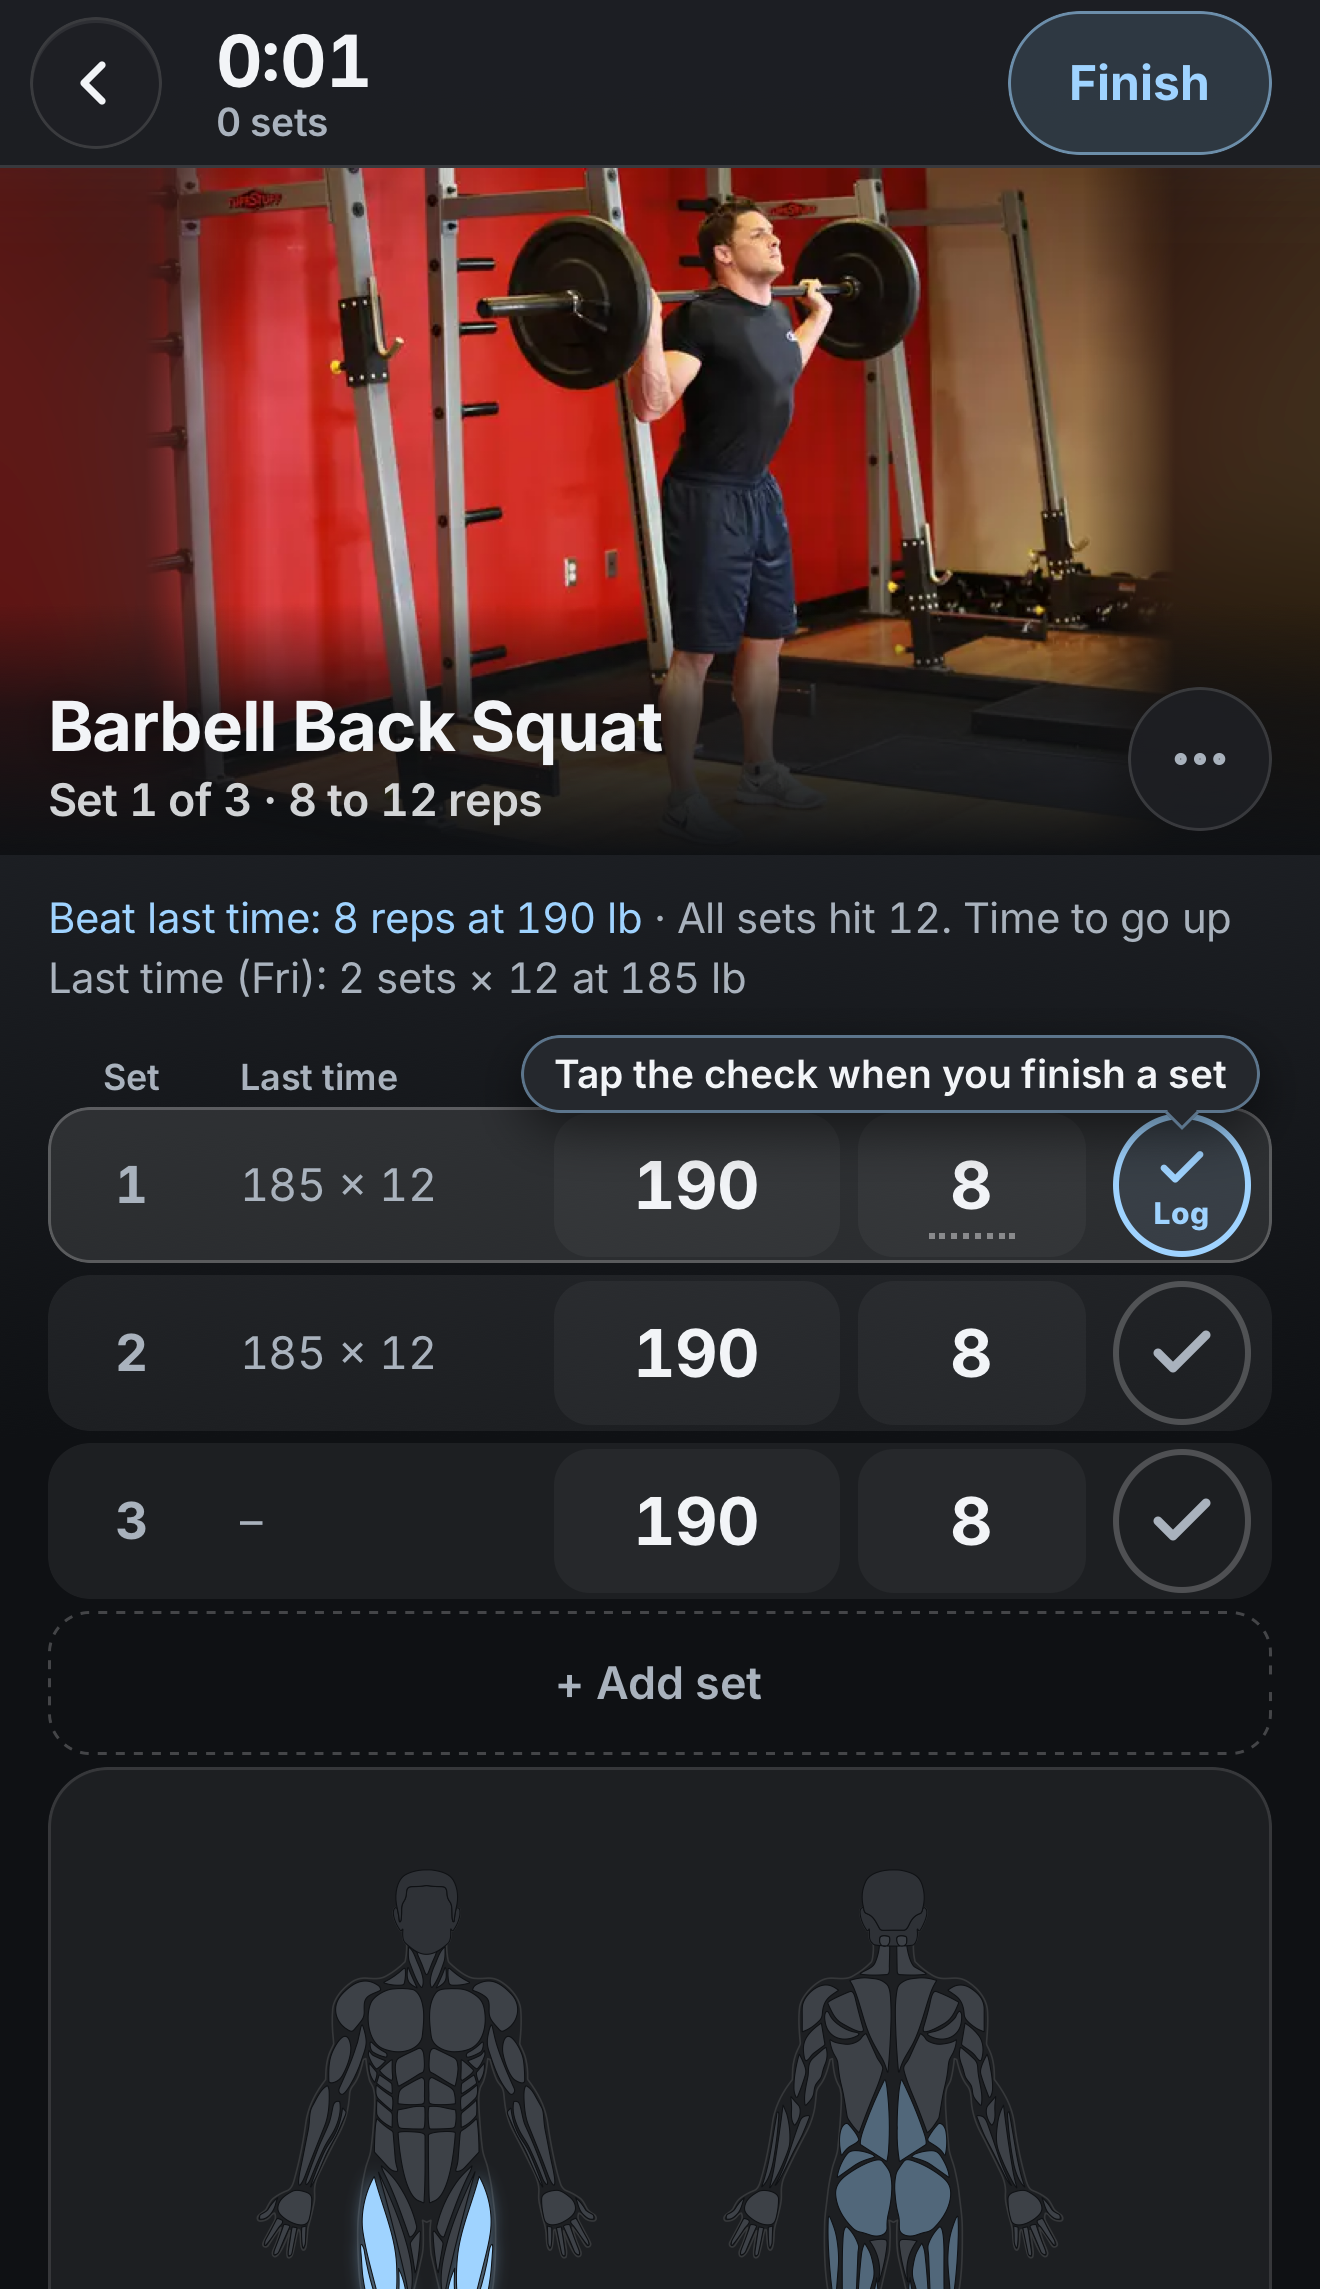 0:01
0 sets
Finish
Barbell Back Squat
Set 1 of 3 · 8 to 12 reps
Beat last time: 8 reps at 190 lb · All sets hit 12. Time to go up
Last time (Fri): 2 sets × 12 at 185 lb
Set Last time
Tap the check when you finish a set
1 185 × 12 190 8 Log
2 185 × 12 190 8
3 – 190 8
+ Add set